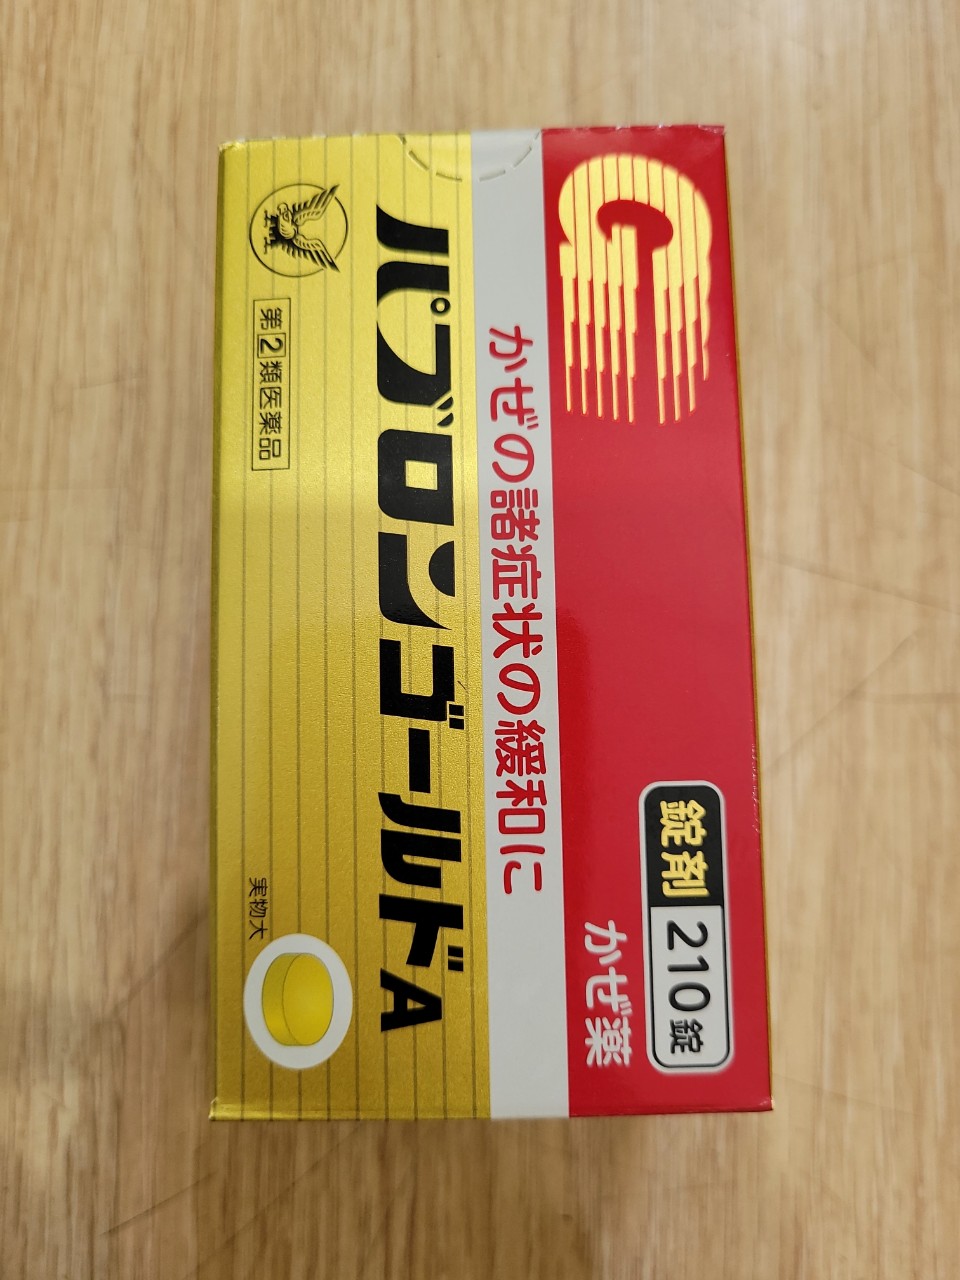 G
錠剤 210錠
かぜ薬
かぜの諸症状の緩和に
パブロンゴールドA
第2類医薬品
実物大